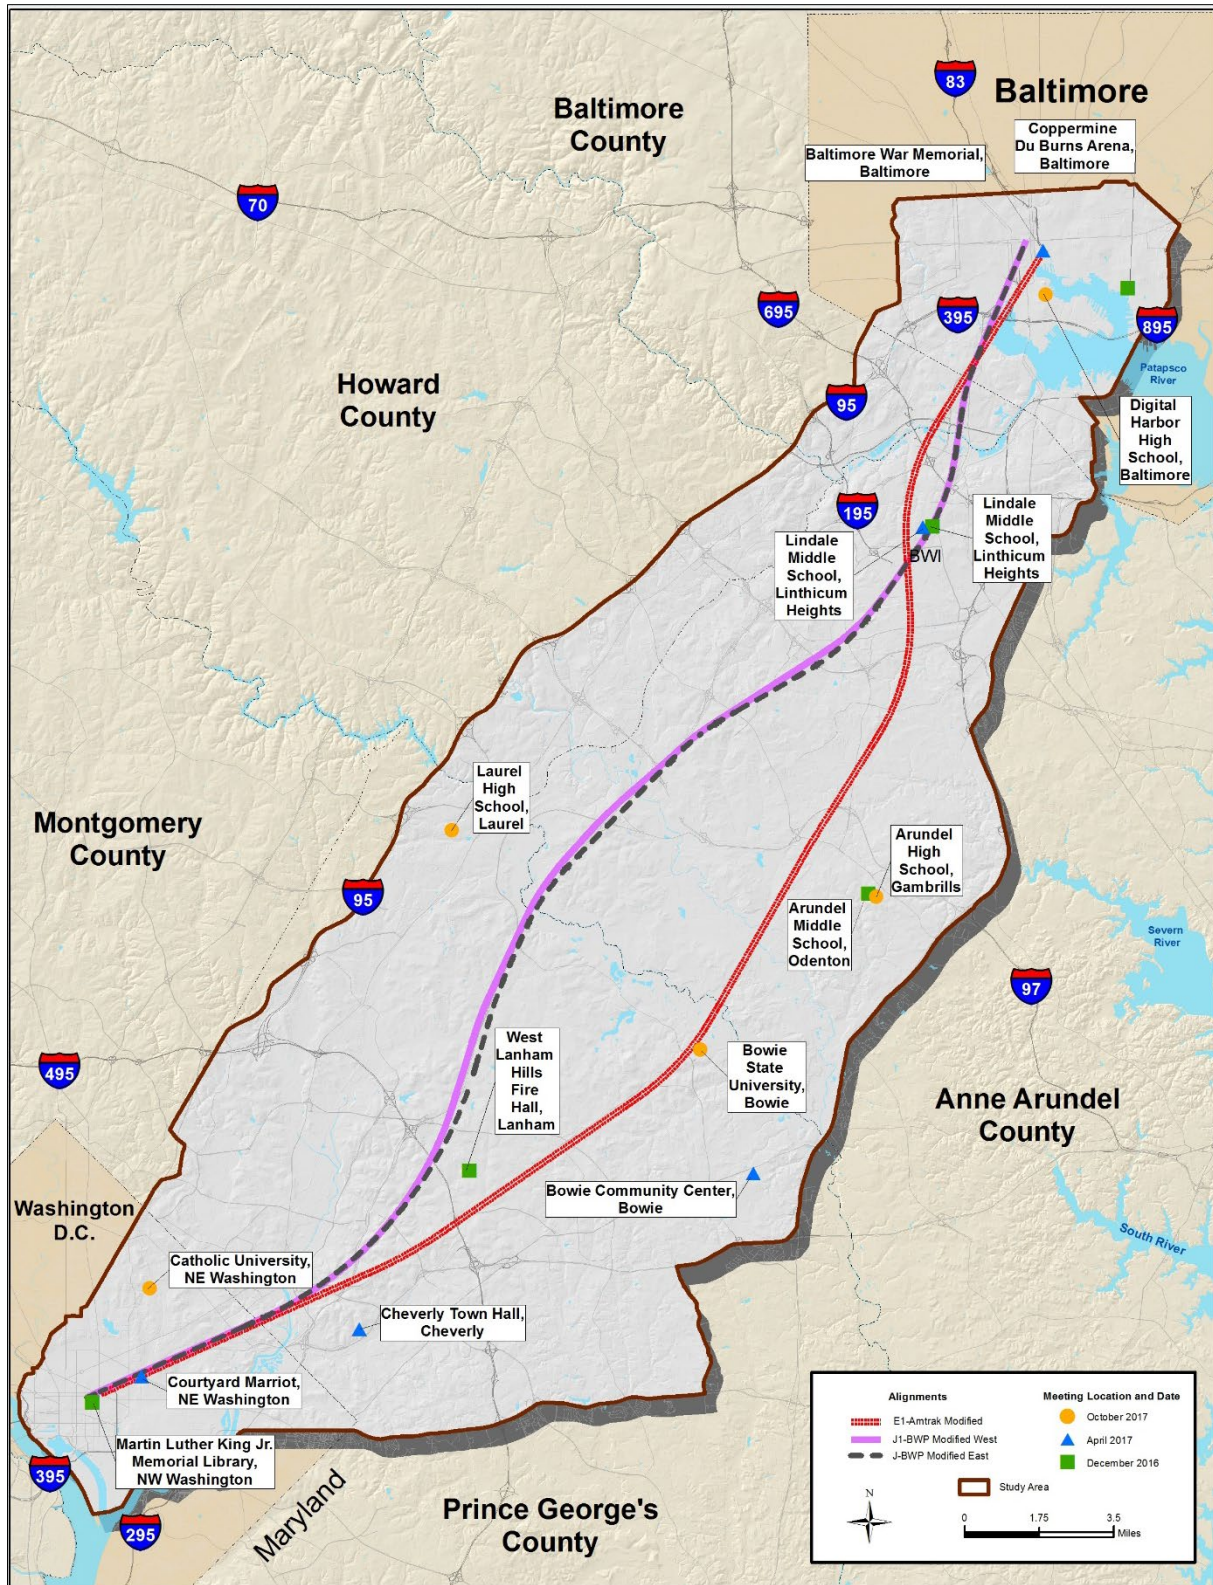 83
Baltimore
Baltimore
County
Coppermine
Du Burns Arena,
Baltimore
Baltimore War Memorial,
Baltimore
70
695
395
895
Patapsco
River
Howard
County
95
Digital
Harbor
High
School,
Baltimore
195
Lindale
Middle
School,
Linthicum
Heights
Lindale
Middle
School,
Linthicum
Heights
BWI
Laurel
High
School,
Laurel
Montgomery
County
95
Arundel
High
School,
Gambrills
Arundel
Middle
School,
Odenton
Severn
River
97
West
Lanham
Hills
Fire
Hall,
Lanham
495
Bowie
State
University,
Bowie
Anne Arundel
County
Bowie Community Center,
Bowie
Washington
D.C.
South River
Catholic University,
NE Washington
Cheverly Town Hall,
Cheverly
Courtyard Marriot,
NE Washington
Martin Luther King Jr.
Memorial Library,
NW Washington
395
295
Maryland
Prince George's
County
Alignments
E1-Amtrak Modified
J1-BWP Modified West
J-BWP Modified East
Meeting Location and Date
October 2017
April 2017
December 2016
Study Area
N
0 1.75 3.5
Miles